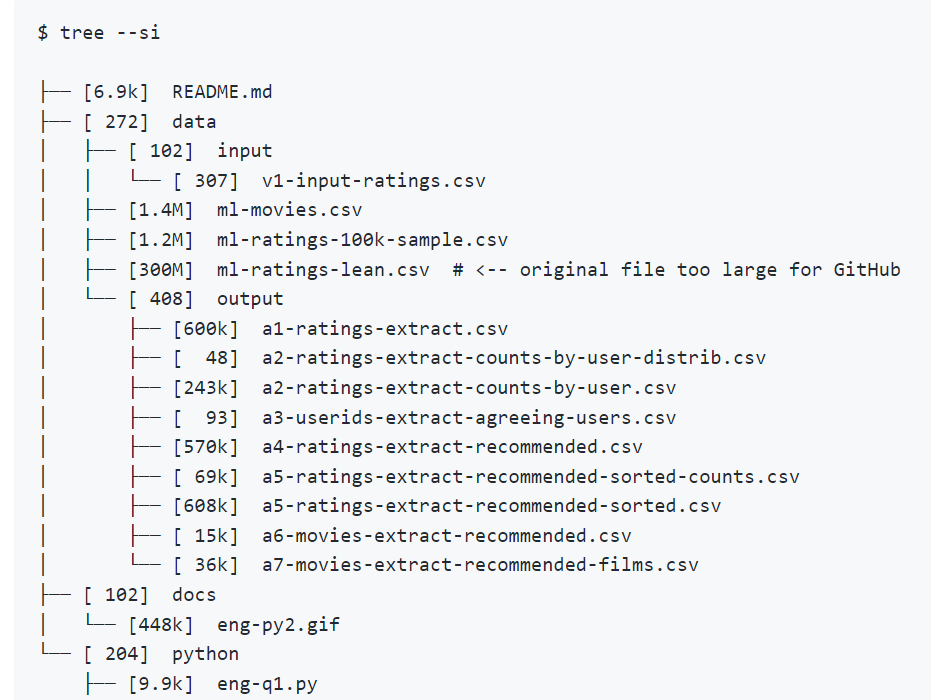 $ tree --si
├── [6.9k]  README.md
├── [ 272]  data
│   ├── [ 102]  input
│   │   └── [ 307]  v1-input-ratings.csv
│   ├── [1.4M]  ml-movies.csv
│   ├── [1.2M]  ml-ratings-100k-sample.csv
│   ├── [300M]  ml-ratings-lean.csv  # <-- original file too large for GitHub
│   └── [ 408]  output
│       ├── [600k]  a1-ratings-extract.csv
│       ├── [  48]  a2-ratings-extract-counts-by-user-distrib.csv
│       ├── [243k]  a2-ratings-extract-counts-by-user.csv
│       ├── [  93]  a3-userids-extract-agreeing-users.csv
│       ├── [570k]  a4-ratings-extract-recommended.csv
│       ├── [ 69k]  a5-ratings-extract-recommended-sorted-counts.csv
│       ├── [608k]  a5-ratings-extract-recommended-sorted.csv
│       ├── [ 15k]  a6-movies-extract-recommended.csv
│       └── [ 36k]  a7-movies-extract-recommended-films.csv
├── [ 102]  docs
│   └── [448k]  eng-py2.gif
└── [ 204]  python
    ├── [9.9k]  eng-q1.py